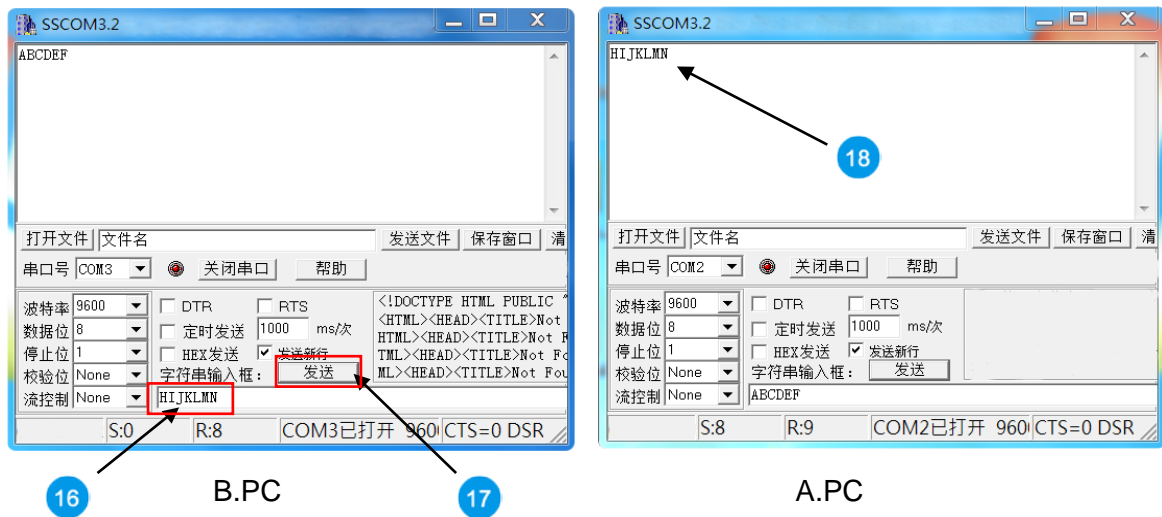 SSCOM3.2
ABCDEF
打开文件 文件名 发送文件 保存窗口 清
串口号 COM3 关闭串口 帮助
波特率 9600 DTR RTS
数据位 8 定时发送 1000 ms/次
停止位 1 HEX发送 发送新行
校验位 None 字符串输入框: 发送
流控制 None HIJKLMN
<!DOCTYPE HTML PUBLIC "
<HTML><HEAD><TITLE>Not
HTML><HEAD><TITLE>Not F
TML><HEAD><TITLE>Not Fo
ML><HEAD><TITLE>Not Fou
S:0 R:8 COM3已打开 960 CTS=0 DSR
16 B.PC 17
SSCOM3.2
HIJKLMN
18
打开文件 文件名 发送文件 保存窗口 清
串口号 COM2 关闭串口 帮助
波特率 9600 DTR RTS
数据位 8 定时发送 1000 ms/次
停止位 1 HEX发送 发送新行
校验位 None 字符串输入框: 发送
流控制 None ABCDEF
S:8 R:9 COM2已打开 960 CTS=0 DSR
A.PC